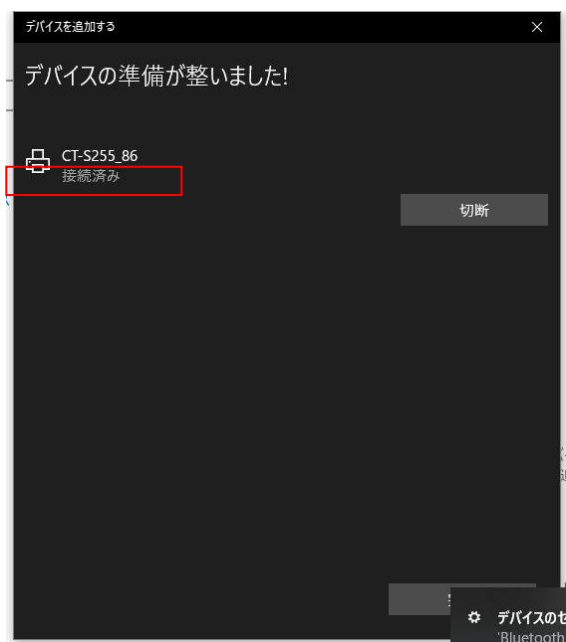 デバイスを追加する
デバイスの準備が整いました!
CT-S255_86
接続済み
切断
デバイスのセ
'Bluetooth